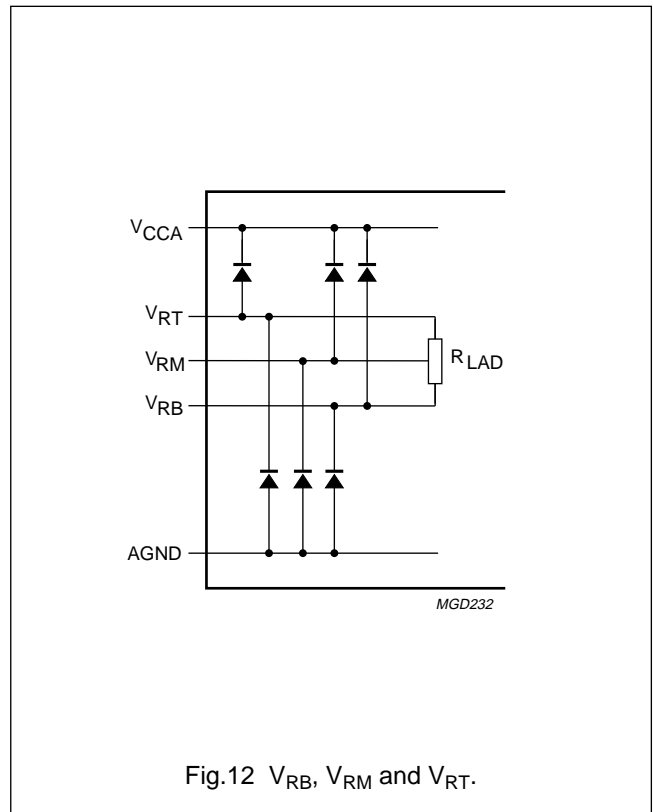 VCCA
VRT
VRM
RLAD
VRB
AGND
MGD232
Fig.12 VRB, VRM and VRT.